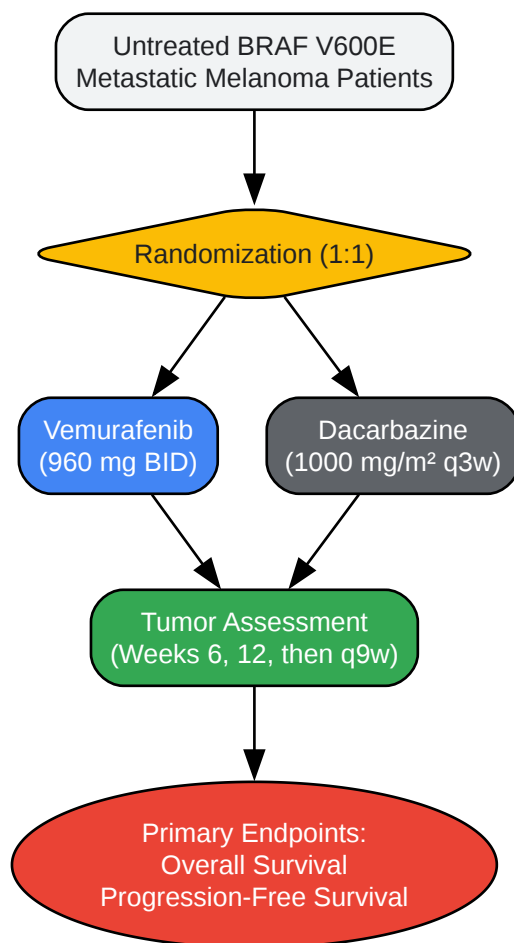 Untreated BRAF V600E
Metastatic Melanoma Patients
Randomization (1:1)
Vemurafenib
(960 mg BID)
Dacarbazine
(1000 mg/m² q3w)
Tumor Assessment
(Weeks 6, 12, then q9w)
Primary Endpoints:
Overall Survival
Progression-Free Survival